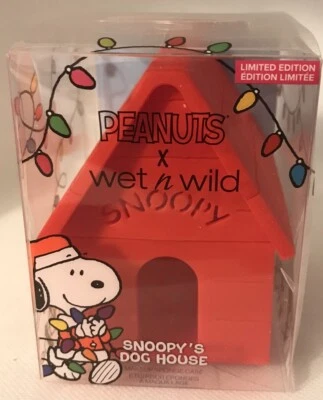 LIMITED EDITION
ÉDITION LIMITÉE
PEANUTS
X
wet n wild
SNOOPY
SNOOPY'S
DOG HOUSE